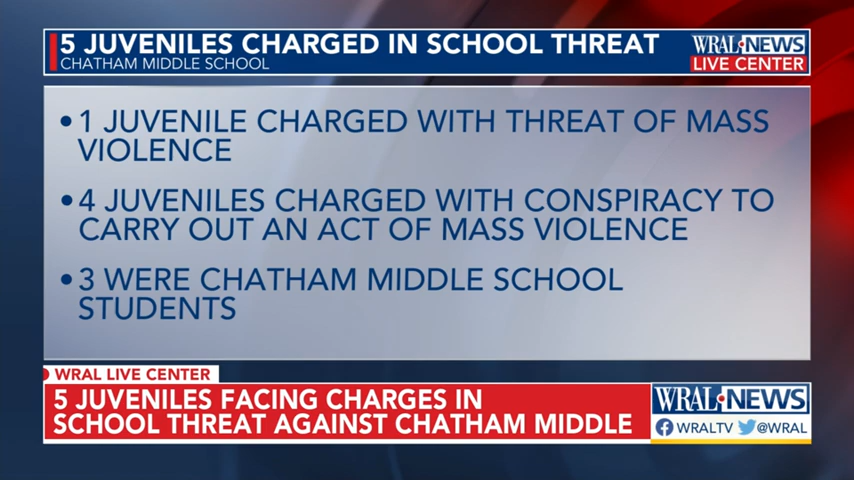 5 JUVENILES CHARGED IN SCHOOL THREAT
CHATHAM MIDDLE SCHOOL
WRAL NEWS
LIVE CENTER
• 1 JUVENILE CHARGED WITH THREAT OF MASS
VIOLENCE
• 4 JUVENILES CHARGED WITH CONSPIRACY TO
CARRY OUT AN ACT OF MASS VIOLENCE
• 3 WERE CHATHAM MIDDLE SCHOOL
STUDENTS
WRAL LIVE CENTER
5 JUVENILES FACING CHARGES IN
SCHOOL THREAT AGAINST CHATHAM MIDDLE
WRAL NEWS
WRALTV @WRAL